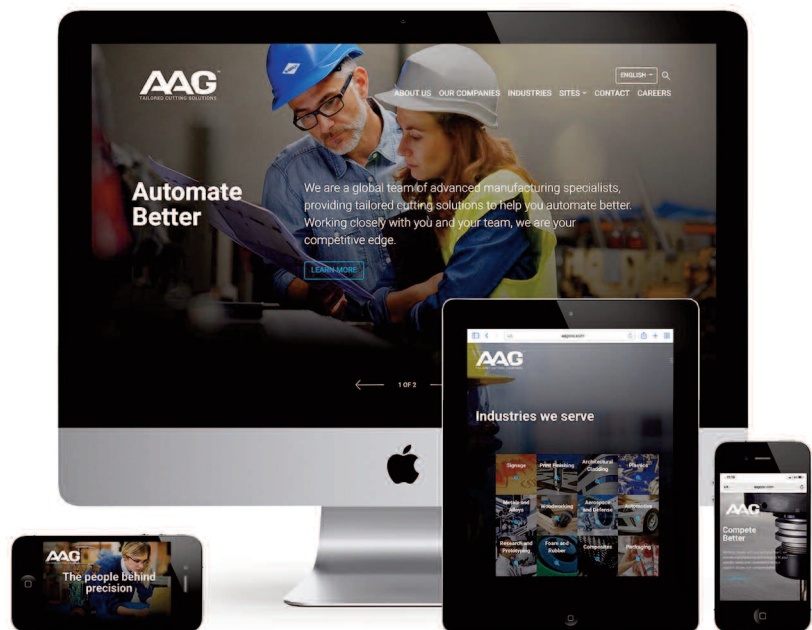 AAG
TAILORED CUTTING SOLUTIONS
ENGLISH
ABOUT US OUR COMPANIES INDUSTRIES SITES CONTACT CAREERS
Automate
Better
We are a global team of advanced manufacturing specialists,
providing tailored cutting solutions to help you automate better.
Working closely with you and your team, we are your
competitive edge.
LEARN MORE
1 OF 2
AAG
TAILORED CUTTING SOLUTIONS
Industries we serve
Signage
Print Finishing
Architectural
Cladding
Plastics
Metals and
Alloys
Woodworking
Aerospace
and Defense
Automotive
Research and
Prototyping
Foam and
Rubber
Composites
Packaging
AAG
The people behind
precision
AAG
Compete
Better